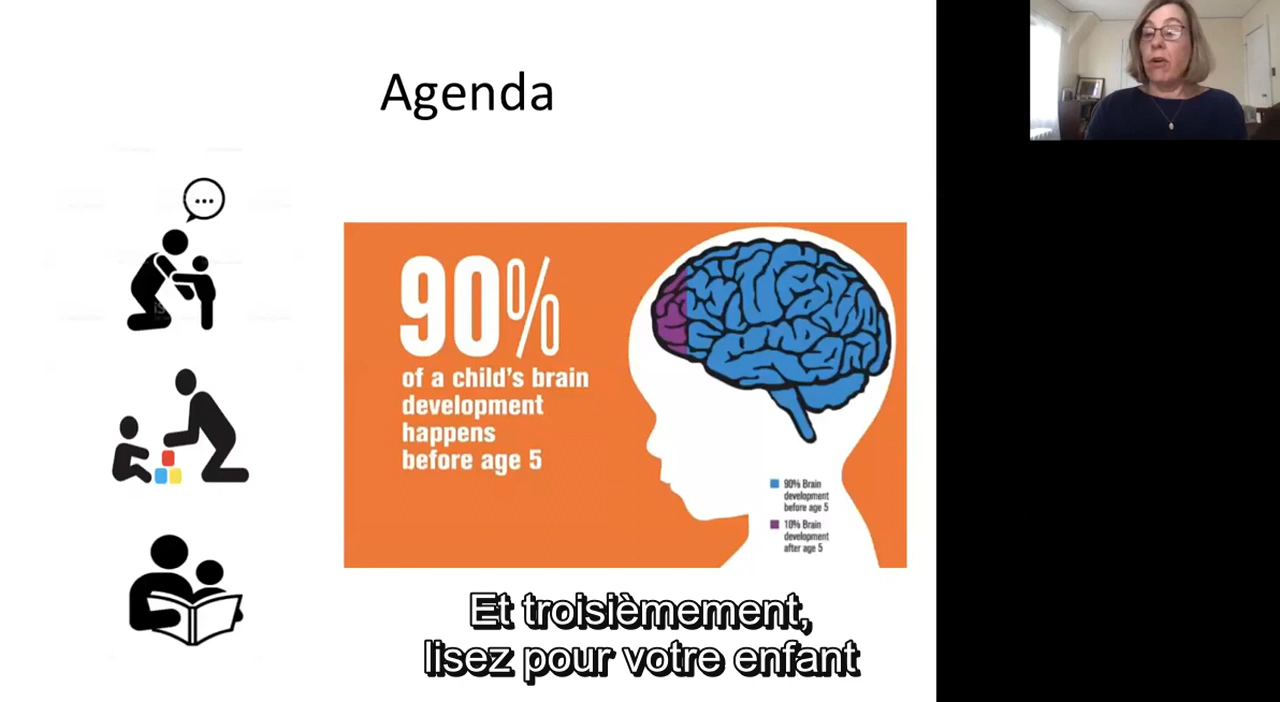 Agenda
90%
of a child's brain
development
happens
before age 5
90% Brain
development
before age 5
10% Brain
development
after age 5
Et troisièmement,
lisez pour votre enfant